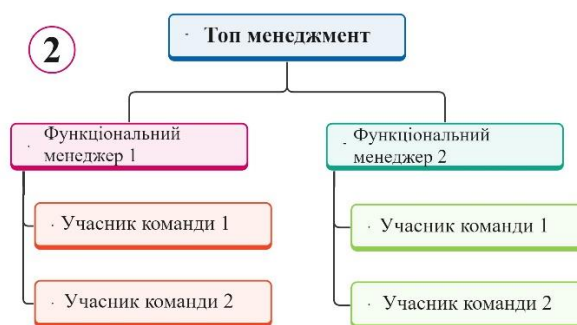 2
· Топ менеджмент
· Функціональний
менеджер 1
- Функціональний
менеджер 2
· Учасник команди 1
· Учасник команди 2
· Учасник команди 1
· Учасник команди 2